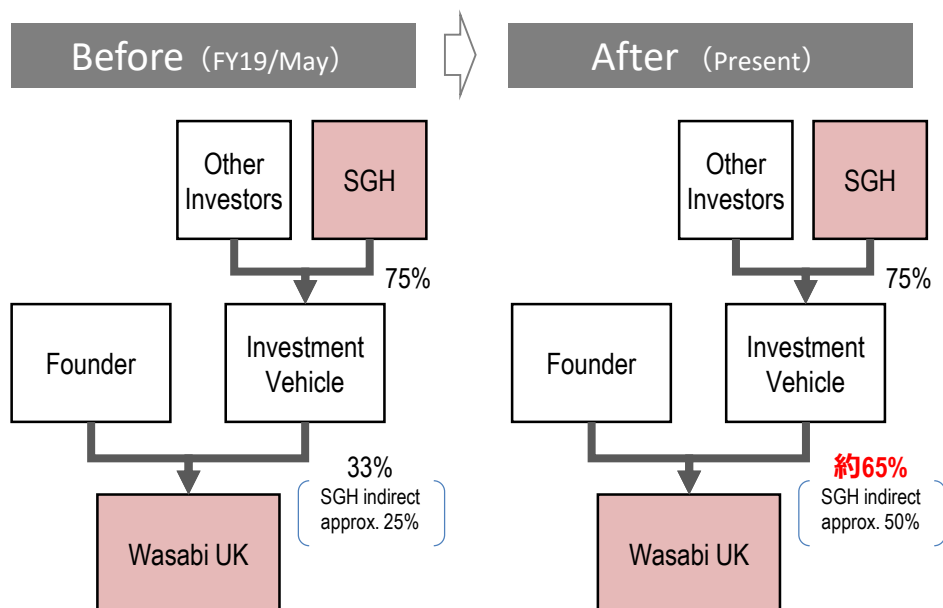 Before（FY19/May）
After（Present）
Other
Investors
SGH
75%
Founder
Investment
Vehicle
33%
SGH indirect
approx. 25%
Wasabi UK
Other
Investors
SGH
75%
Founder
Investment
Vehicle
約65%
SGH indirect
approx. 50%
Wasabi UK